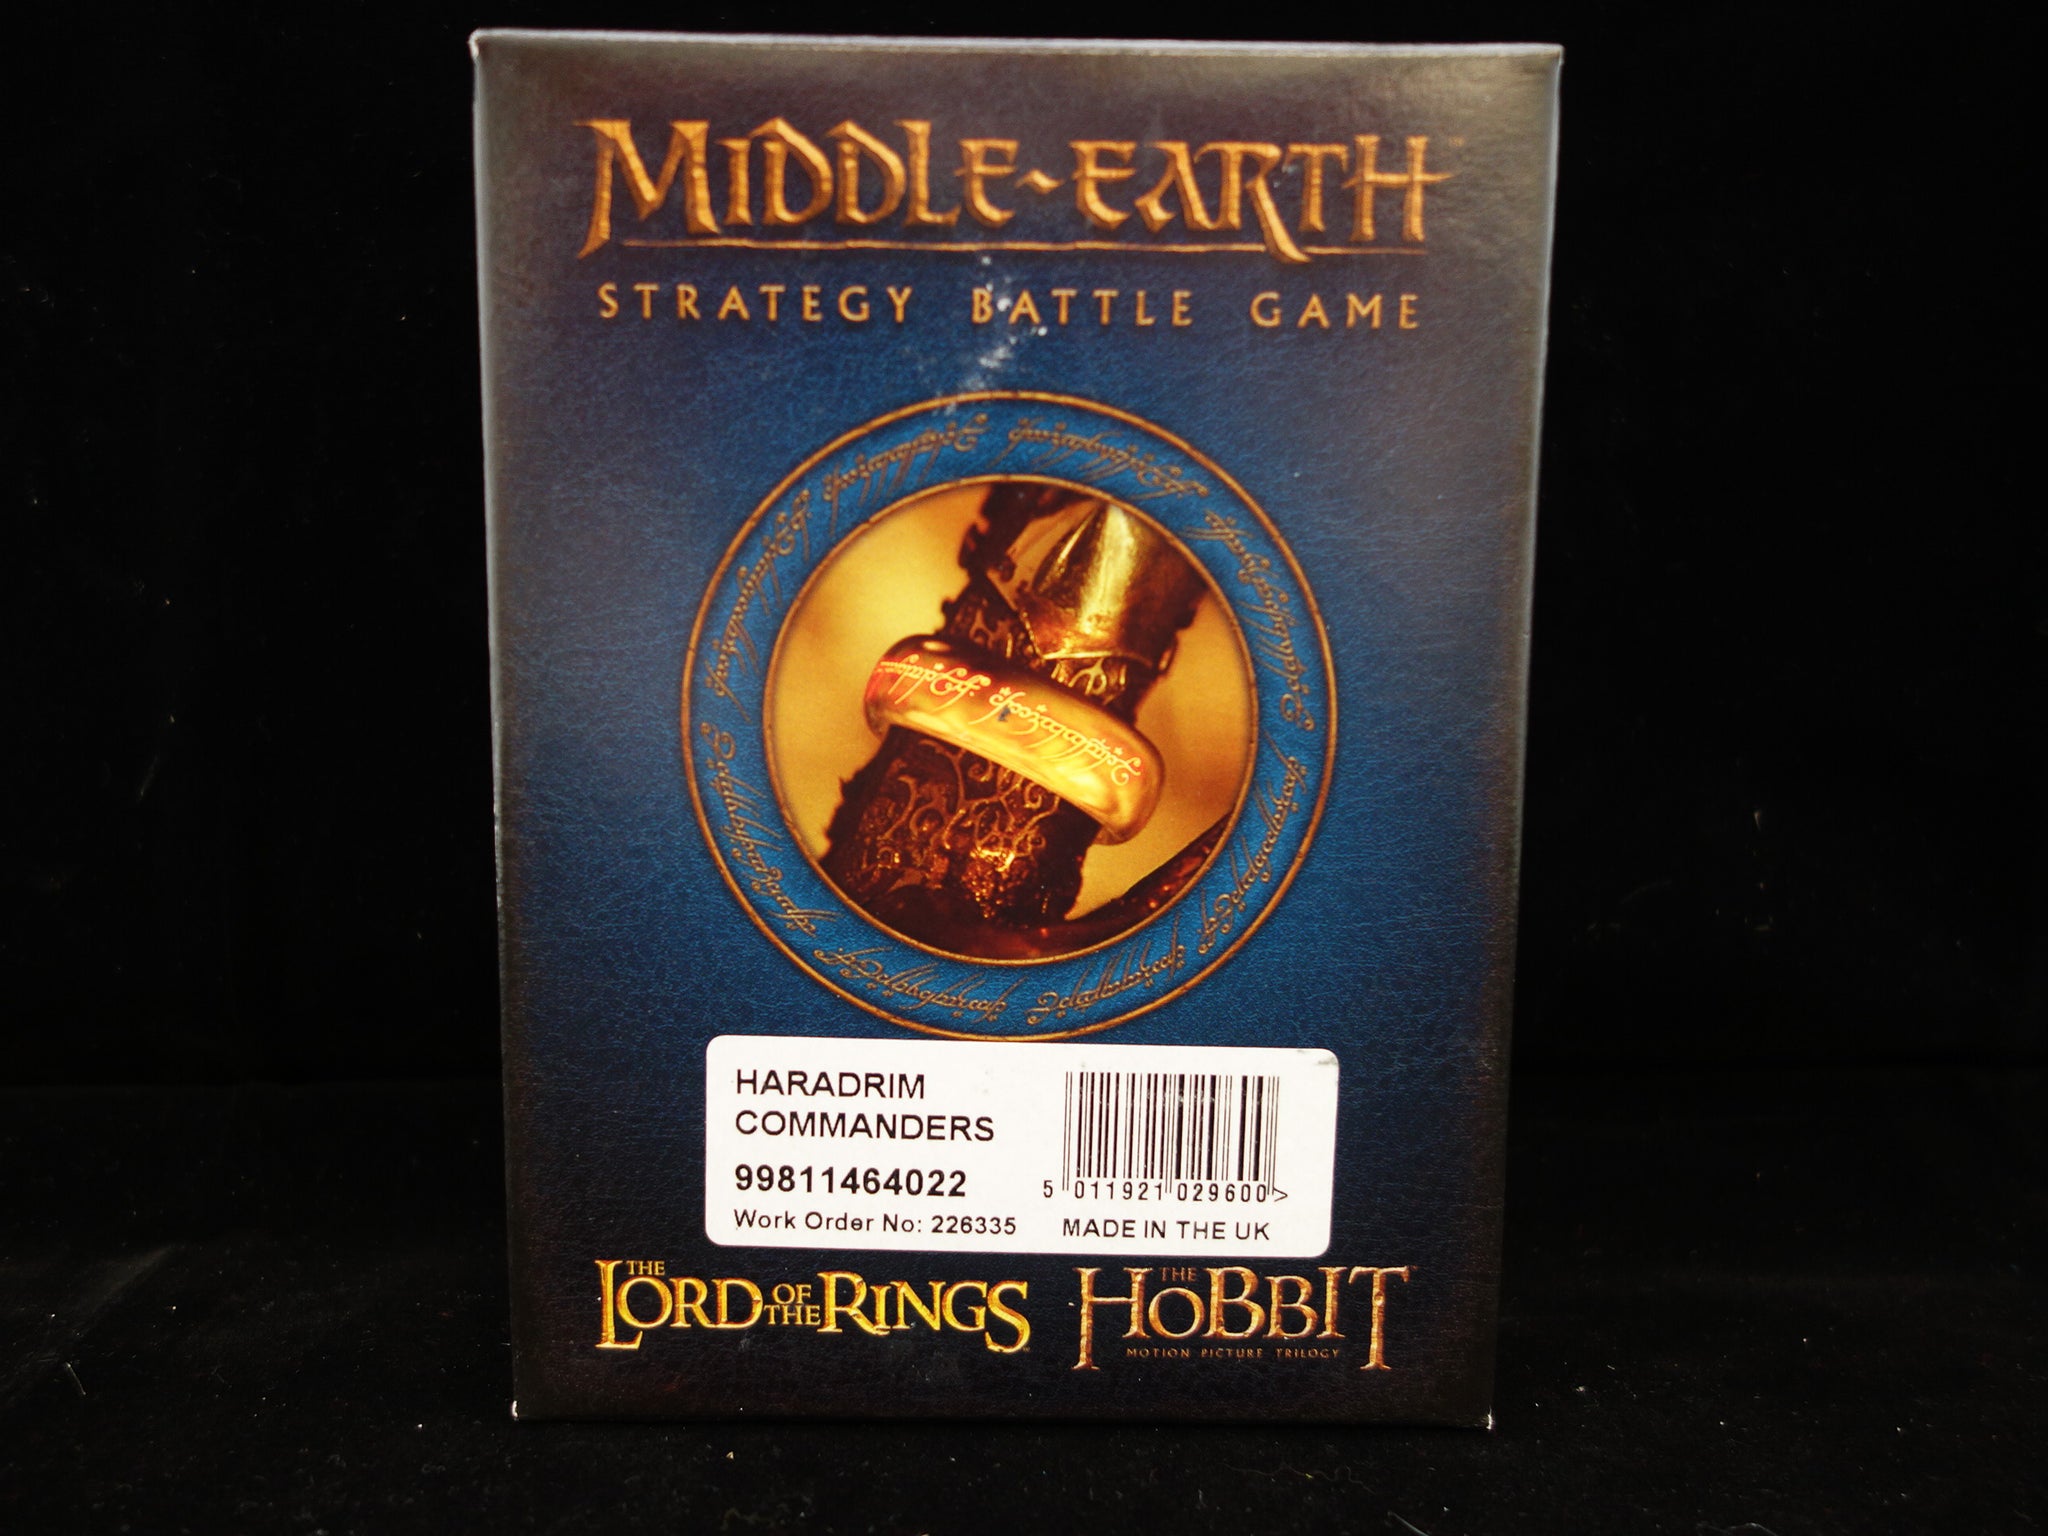 MIDDLE-EARTH
STRATEGY BATTLE GAME
HARADRIM
COMMANDERS
99811464022
Work Order No: 226335
5 011921 029600 >
MADE IN THE UK
THE LORD OF THE RINGS
THE HOBBIT
MOTION PICTURE TRILOGY